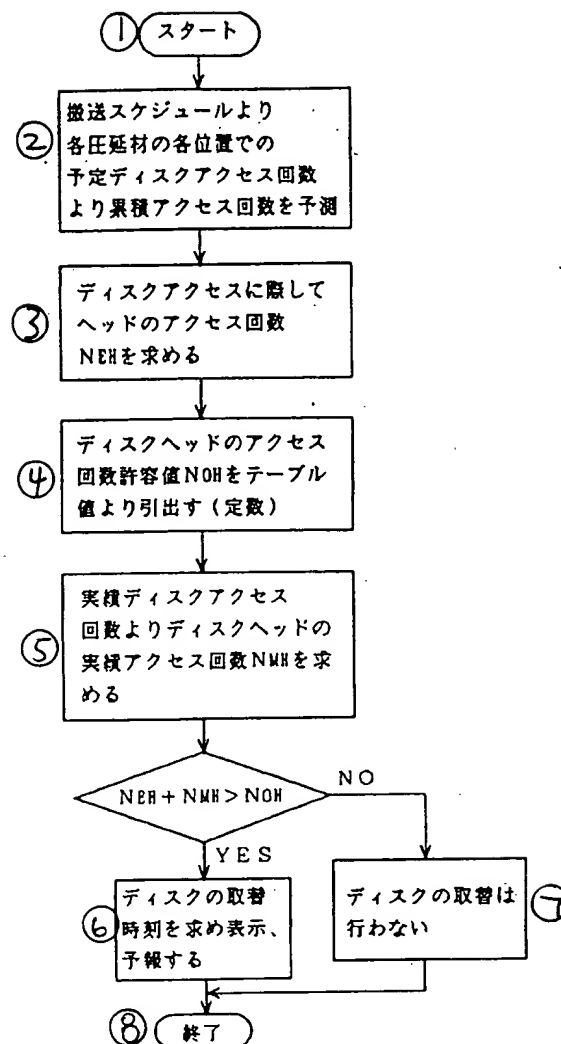 ① スタート
②
搬送スケジュールより
各圧延材の各位置での
予定ディスクアクセス回数
より累積アクセス回数を予測
③
ディスクアクセスに際して
ヘッドのアクセス回数
NEHを求める
④
ディスクヘッドのアクセス
回数許容値NOHをテーブル
値より引出す(定数)
⑤
実績ディスクアクセス
回数よりディスクヘッドの
実績アクセス回数NMHを求
める
NEH+NMH>NOH
NO
YES
⑥
ディスクの取替
時刻を求め表示、
予報する
⑦
ディスクの取替は
行わない
⑧ 終了